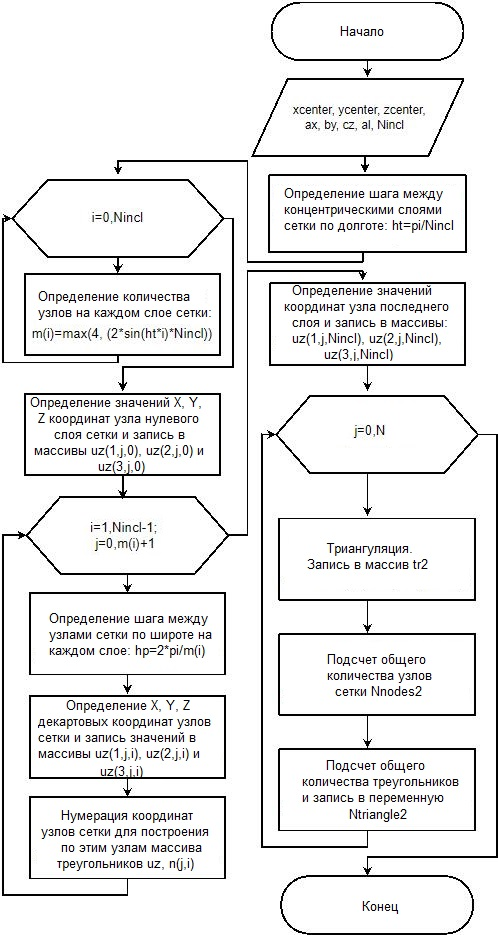 Начало
xcenter, ycenter, zcenter,
ax, by, cz, al, Nincl
Определение шага между
концентрическими слоями
сетки по долготе: ht=pi/Nincl
i=0,Nincl
Определение количества
узлов на каждом слое сетки:
m(i)=max(4, (2*sin(ht*i)*Nincl))
Определение значений X, Y,
Z координат узла нулевого
слоя сетки и запись в
массивы uz(1,j,0), uz(2,j,0) и
uz(3,j,0)
i=1,Nincl-1;
j=0,m(i)+1
Определение шага между
узлами сетки по широте на
каждом слое: hp=2*pi/m(i)
Определение X, Y, Z
декартовых координат узлов
сетки и запись значений в
массивы uz(1,j,i), uz(2,j,i) и
uz(3,j,i)
Нумерация координат
узлов сетки для построения
по этим узлам массива
треугольников uz, n(j,i)
Определение значений
координат узла последнего
слоя и запись в массивы:
uz(1,j,Nincl), uz(2,j,Nincl),
uz(3,j,Nincl)
j=0,N
Триангуляция.
Запись в массив tr2
Подсчет общего
количества узлов
сетки Nnodes2
Подсчет общего
количества треугольников
и запись в переменную
Ntriangle2
Конец